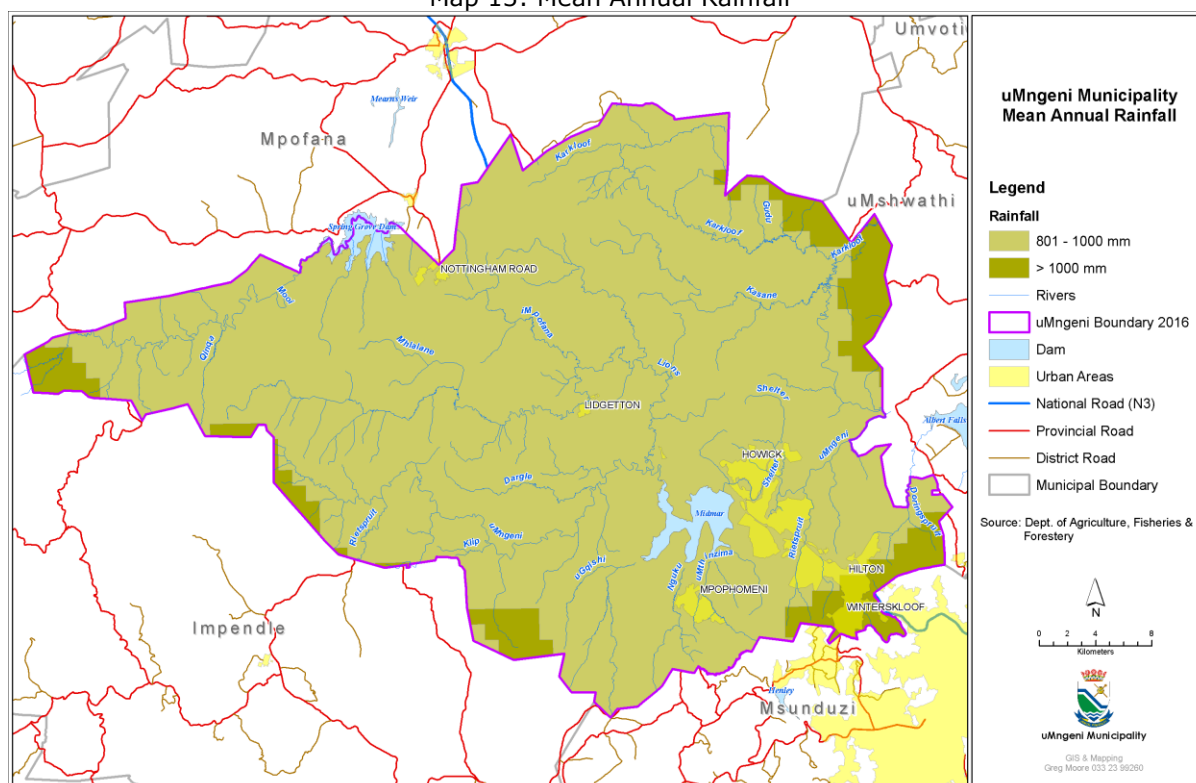 Map 13: Mean Annual Rainfall
Umvoti
Mearns Weir
Mpofana
Karkloof
uMshwathi
Gudu
Karkloof
Karkloof
Spring Grove Dam
NOTTINGHAM ROAD
Mooi
Kasane
iMpofana
Qinqa
Mhlalane
Lions
Shelter
LIDGETTON
Albert Falls
uMngeni
HOWICK
Shelter
Dargle
Midmar
Doringspruit
Rietspruit
uMngeni
Rietspruit
Klip
uMthinzima
uGqishi
Nguku
HILTON
MPOPHOMENI
WINTERSKLOOF
Impendle
Henley
Msunduzi
uMngeni Municipality
Mean Annual Rainfall
Legend
Rainfall
801 - 1000 mm
> 1000 mm
Rivers
uMngeni Boundary 2016
Dam
Urban Areas
National Road (N3)
Provincial Road
District Road
Municipal Boundary
Source: Dept. of Agriculture, Fisheries &
Forestery
N
0 2 4 8
Kilometers
uMngeni Municipality
GIS & Mapping
Greg Moore 033 23 99260